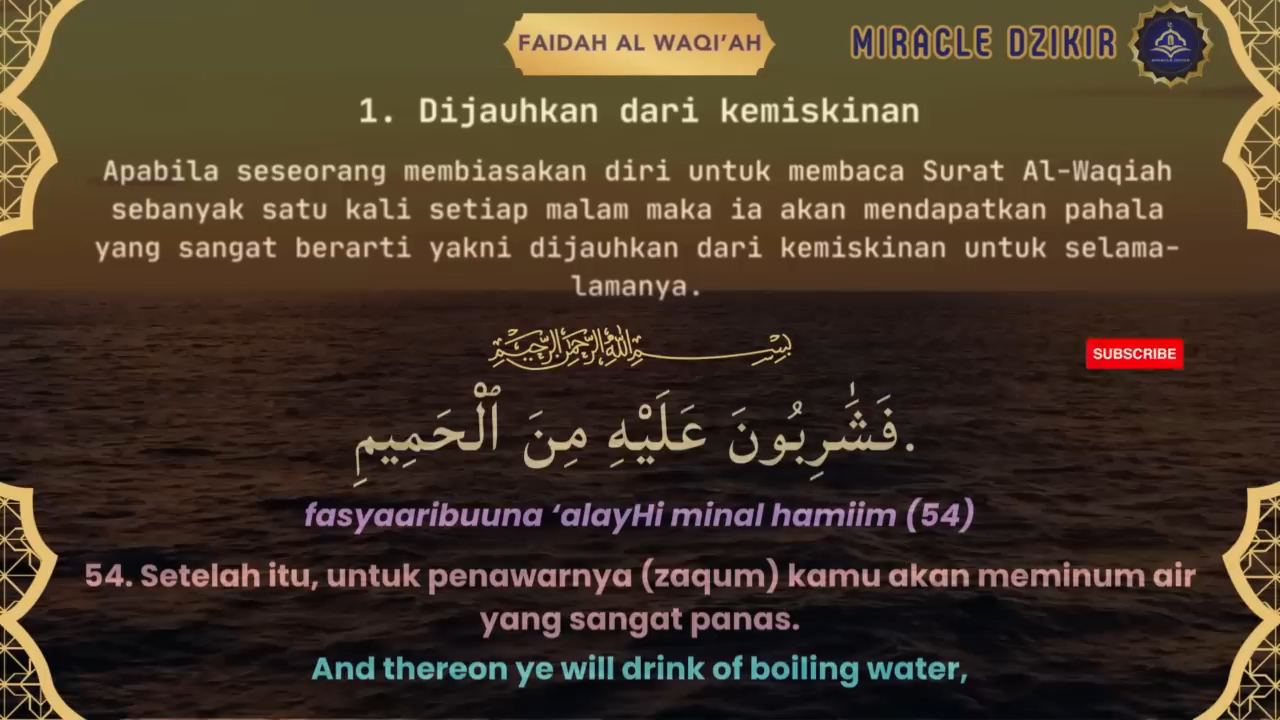 FAIDAH AL WAQI’AH
MIRACLE DZIKIR
1. Dijauhkan dari kemiskinan
Apabila seseorang membiasakan diri untuk membaca Surat Al-Waqiah
sebanyak satu kali setiap malam maka ia akan mendapatkan pahala
yang sangat berarti yakni dijauhkan dari kemiskinan untuk selama-
lamanya.
بسم الله الرحمن الرحيم
SUBSCRIBE
.فَشَٰرِبُونَ عَلَيْهِ مِنَ ٱلْحَمِيمِ
fasyaaribuuna ‘alayHi minal hamiim (54)
54. Setelah itu, untuk penawarnya (zaqum) kamu akan meminum air
yang sangat panas.
And thereon ye will drink of boiling water,